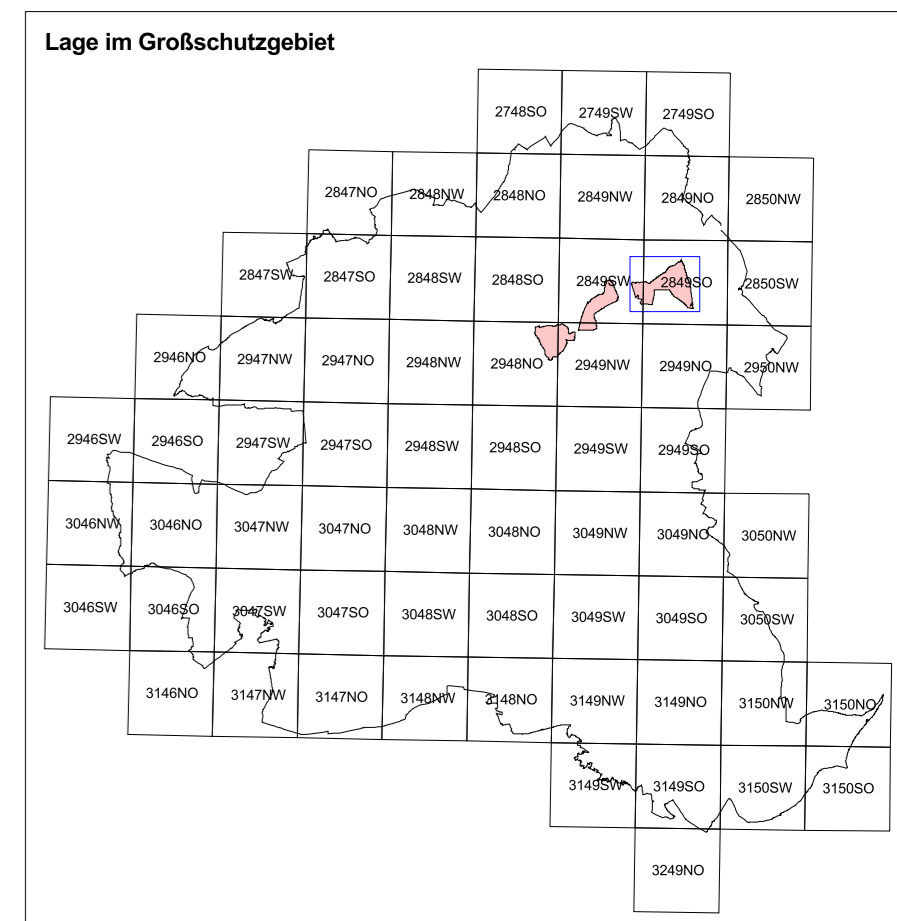 Lage im Großschutzgebiet
2748SO 2749SW 2749SO
2847NO 2848NW 2848NO 2849NW 2849NO 2850NW
2847SW 2847SO 2848SW 2848SO 2849SW 2849SO 2850SW
2946NO 2947NW 2947NO 2948NW 2948NO 2949NW 2949NO 2950NW
2946SW 2946SO 2947SW 2947SO 2948SW 2948SO 2949SW 2949SO
3046NW 3046NO 3047NW 3047NO 3048NW 3048NO 3049NW 3049NO 3050NW
3046SW 3046SO 3047SW 3047SO 3048SW 3048SO 3049SW 3049SO 3050SW
3146NO 3147NW 3147NO 3148NW 3148NO 3149NW 3149NO 3150NW 3150NO
3149SW 3149SO 3150SW 3150SO
3249NO